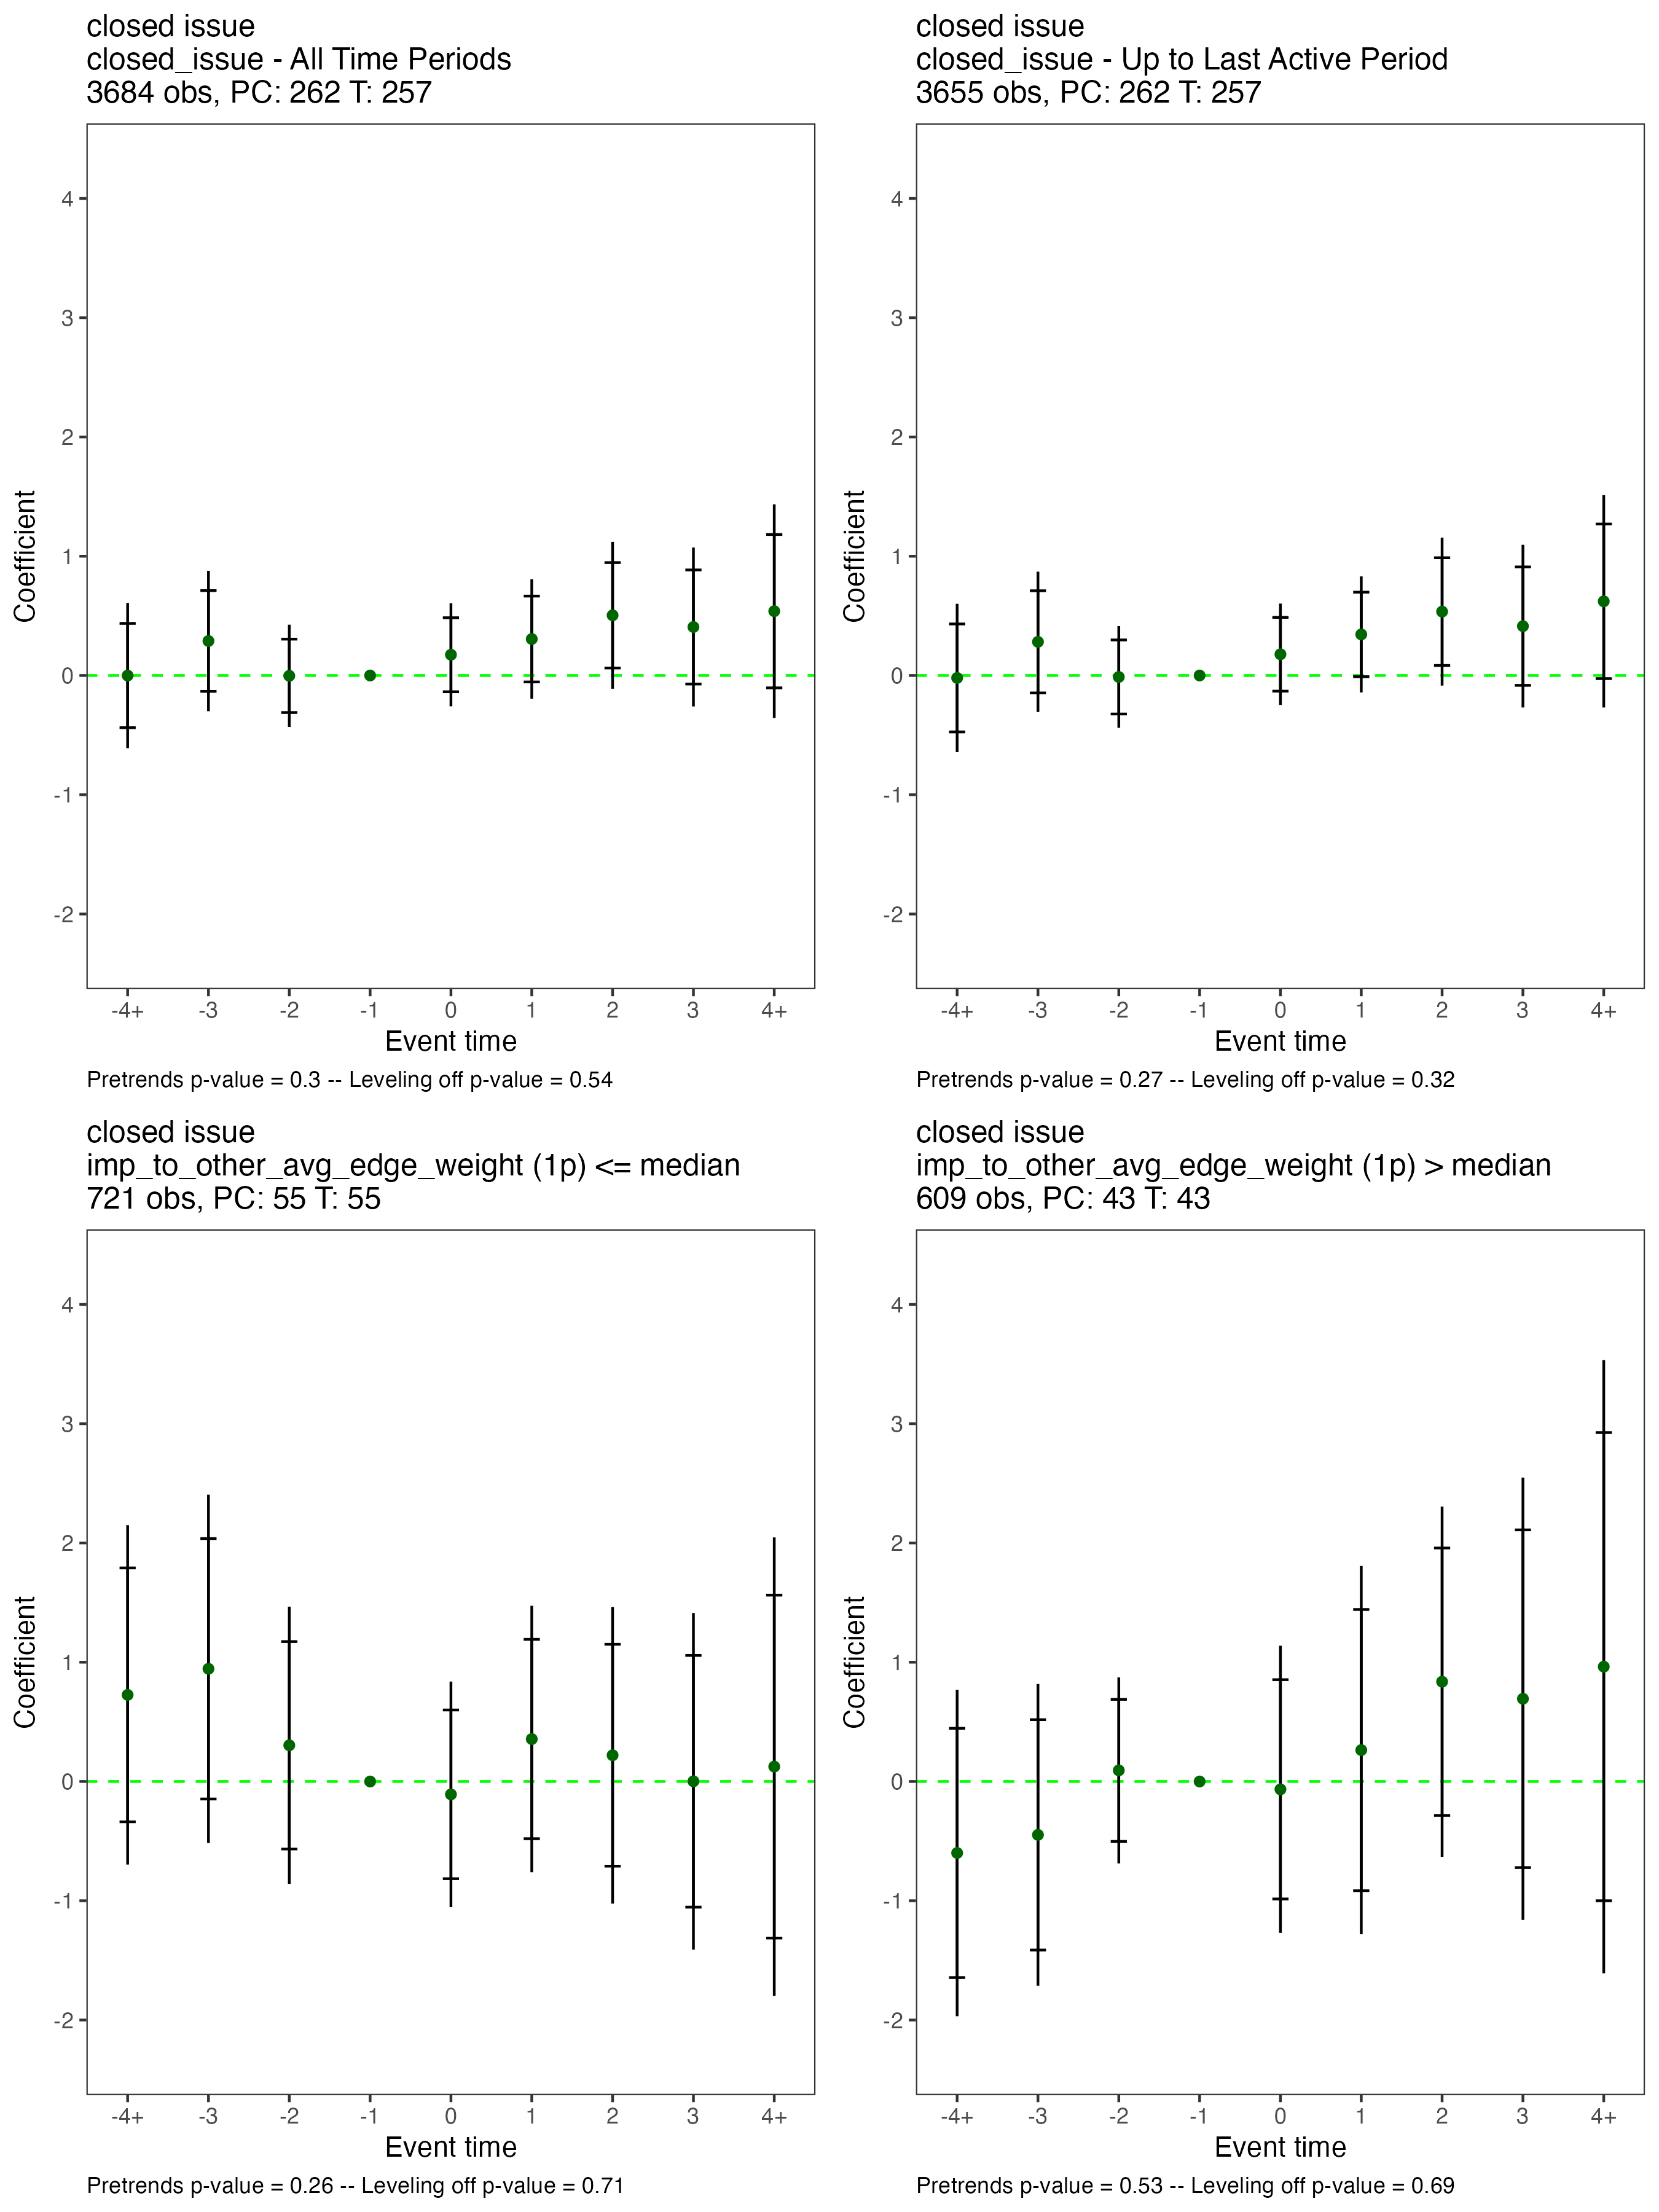 closed issue
closed_issue - All Time Periods
3684 obs, PC: 262 T: 257
Coefficient
4
3
2
1
0
-1
-2
-4+ -3 -2 -1 0 1 2 3 4+
Event time
Pretrends p-value = 0.3 -- Leveling off p-value = 0.54
closed issue
closed_issue - Up to Last Active Period
3655 obs, PC: 262 T: 257
Coefficient
4
3
2
1
0
-1
-2
-4+ -3 -2 -1 0 1 2 3 4+
Event time
Pretrends p-value = 0.27 -- Leveling off p-value = 0.32
closed issue
imp_to_other_avg_edge_weight (1p) <= median
721 obs, PC: 55 T: 55
Coefficient
4
3
2
1
0
-1
-2
-4+ -3 -2 -1 0 1 2 3 4+
Event time
Pretrends p-value = 0.26 -- Leveling off p-value = 0.71
closed issue
imp_to_other_avg_edge_weight (1p) > median
609 obs, PC: 43 T: 43
Coefficient
4
3
2
1
0
-1
-2
-4+ -3 -2 -1 0 1 2 3 4+
Event time
Pretrends p-value = 0.53 -- Leveling off p-value = 0.69